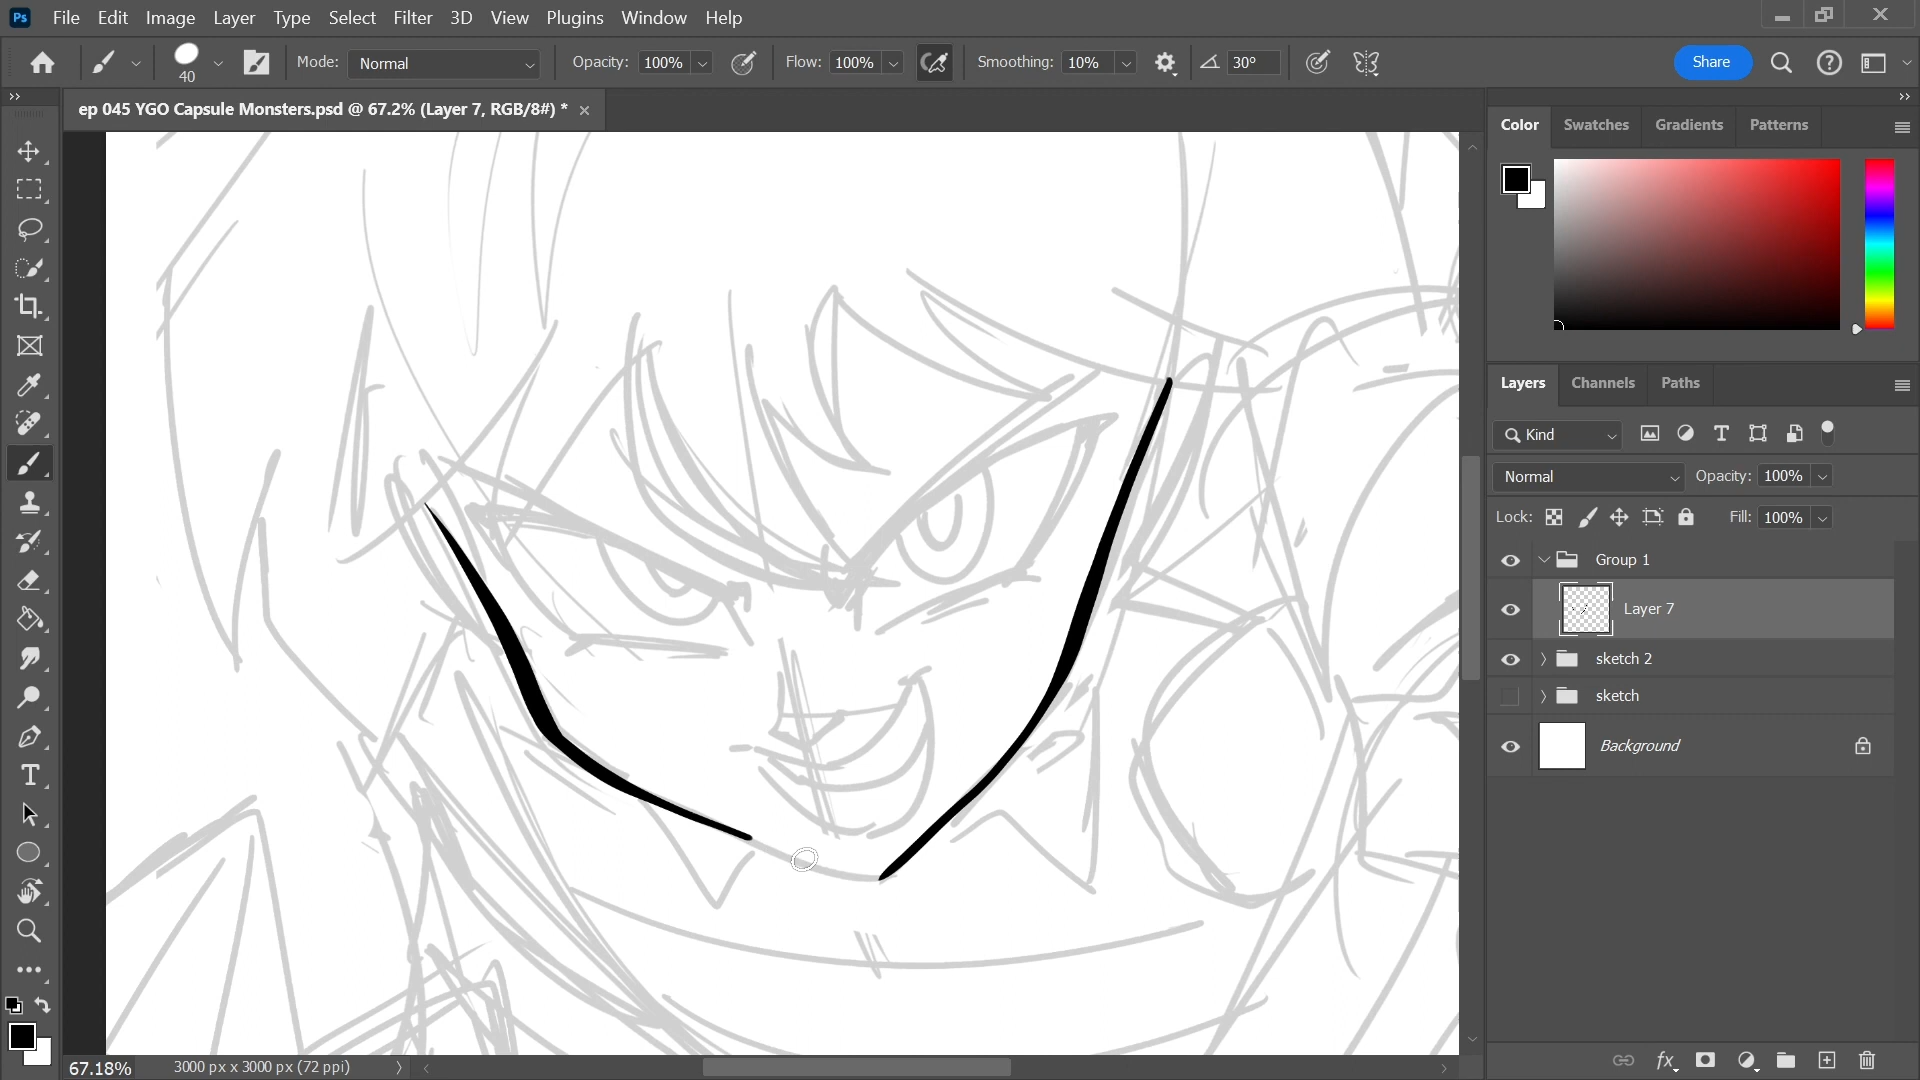 Ps File Edit Image Layer Type Select Filter 3D View Plugins Window Help
40 Mode: Normal Opacity: 100% Flow: 100% Smoothing: 10% 30° Share
ep 045 YGO Capsule Monsters.psd @ 67.2% (Layer 7, RGB/8#) *
Color Swatches Gradients Patterns
Layers Channels Paths
Kind
Normal Opacity: 100%
Lock: Fill: 100%
Group 1
Layer 7
sketch 2
sketch
Background
67.18% 3000 px x 3000 px (72 ppi)
fx